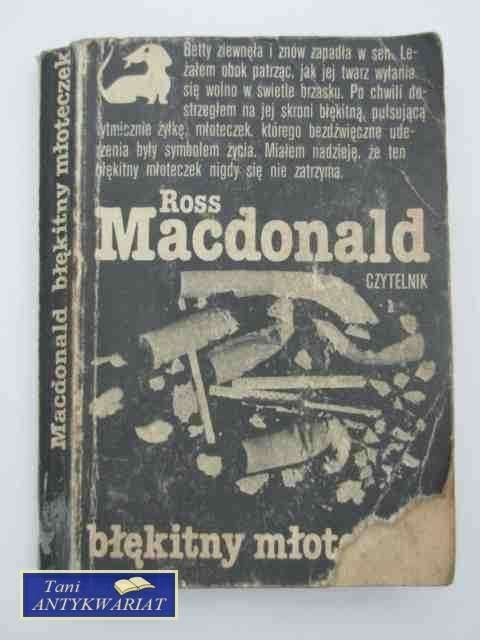 Betty ziewnęła i znów zapadła w sen. Le-
żałem obok patrząc, jak jej twarz wyłania
się wolno w świetle brzasku. Po chwili do-
strzegłem na jej skroni błękitną, pulsującą
rytmicznie żyłkę, młoteczek, którego bezdźwięczne ude-
rzenia były symbolem życia. Miałem nadzieję, że ten
błękitny młoteczek nigdy się nie zatrzyma.
Ross
Macdonald
CZYTELNIK
błękitny młote
Macdonald błękitny młoteczek
Tani
ANTYKWARIAT